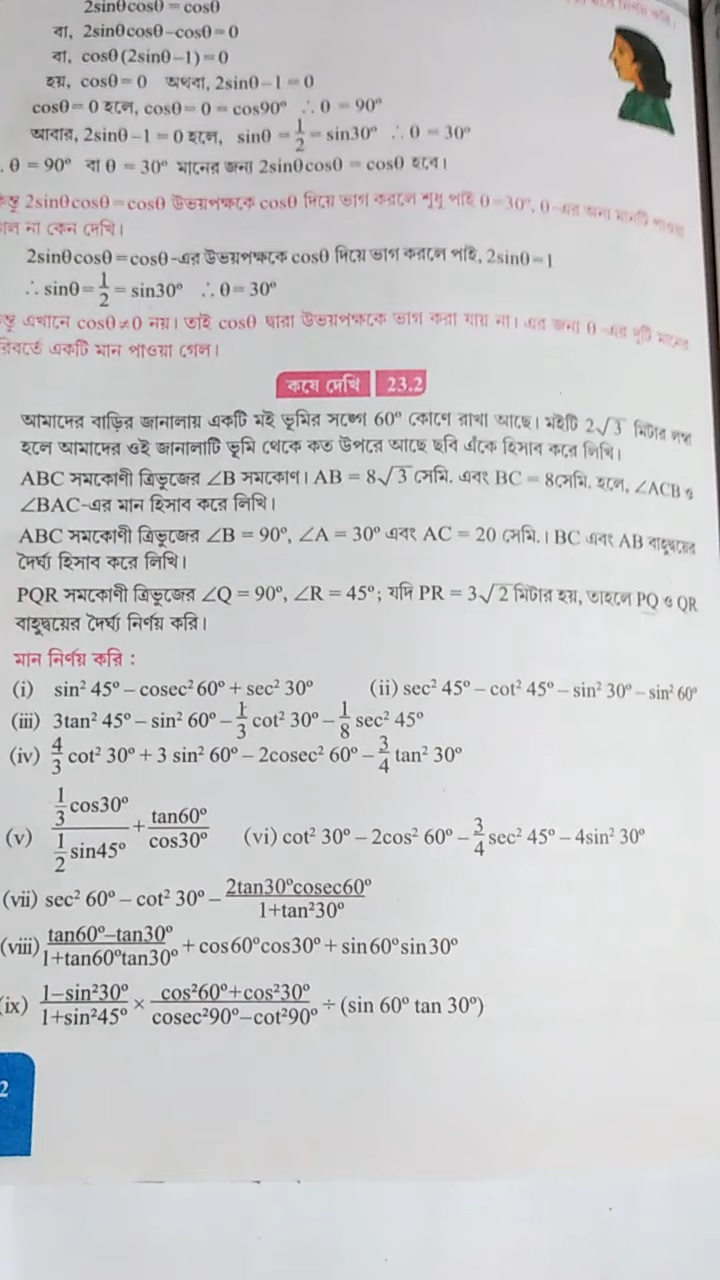 2sinθcosθ = cosθ
বা, 2sinθcosθ–cosθ=0
বা, cosθ(2sinθ–1)=0
হয়, cosθ=0 অথবা, 2sinθ–1=0
cosθ=0 হলে, cosθ=0=cos90° ∴ θ = 90°
আবার, 2sinθ–1=0 হলে, sinθ = 1/2 = sin30° ∴ θ = 30°
. θ = 90° বা θ = 30° মানের জন্য 2sinθcosθ = cosθ হবে।
2sinθcosθ=cosθ উভয়পক্ষকে cosθ দিয়ে ভাগ করলে শুধু পাই θ=30°, θ-এর অন্য মানটি পাওয়া
না কেন দেখি।
2sinθcosθ=cosθ-এর উভয়পক্ষকে cosθ দিয়ে ভাগ করলে পাই, 2sinθ=1
∴ sinθ= 1/2 = sin30° ∴ θ=30°
এখানে cosθ≠0 নয়। তাই cosθ দ্বারা উভয়পক্ষকে ভাগ করা যায় না। এর জন্য θ -এর দুটি মানের
একটি মান পাওয়া গেল।
কষে দেখি 23.2
আমাদের বাড়ির জানালায় একটি মই ভূমির সঙ্গে 60° কোণে রাখা আছে। মইটি 2√3 মিটার লম্বা
হলে আমাদের ওই জানালাটি ভূমি থেকে কত উপরে আছে ছবি এঁকে হিসাব করে লিখি।
ABC সমকোণী ত্রিভুজের ∠B সমকোণ। AB = 8√3 সেমি. এবং BC = 8সেমি. হলে, ∠ACB ও
∠BAC-এর মান হিসাব করে লিখি।
ABC সমকোণী ত্রিভুজের ∠B = 90°, ∠A = 30° এবং AC = 20 সেমি.। BC এবং AB বাহুদ্বয়ের
দৈর্ঘ্য হিসাব করে লিখি।
PQR সমকোণী ত্রিভুজের ∠Q = 90°, ∠R = 45°; যদি PR = 3√2 মিটার হয়, তাহলে PQ ও QR
বাহুদ্বয়ের দৈর্ঘ্য নির্ণয় করি।
মান নির্ণয় করি :
(i) sin² 45° – cosec² 60° + sec² 30° (ii) sec² 45° – cot² 45° – sin² 30° – sin² 60°
(iii) 3tan² 45° – sin² 60° – 1/3 cot² 30° – 1/8 sec² 45°
(iv) 4/3 cot² 30° + 3 sin² 60° – 2cosec² 60° – 3/4 tan² 30°
(v) (1/3 cos30°)/(1/2 sin45°) + tan60°/cos30° (vi) cot² 30° – 2cos² 60° – 3/4 sec² 45° – 4sin² 30°
(vii) sec² 60° – cot² 30° – 2tan30°cosec60°/1+tan²30°
(viii) tan60°–tan30°/1+tan60°tan30° + cos60°cos30° + sin60°sin30°
(ix) 1–sin²30°/1+sin²45° × cos²60°+cos²30°/cosec²90°–cot²90° ÷ (sin 60° tan 30°)
2